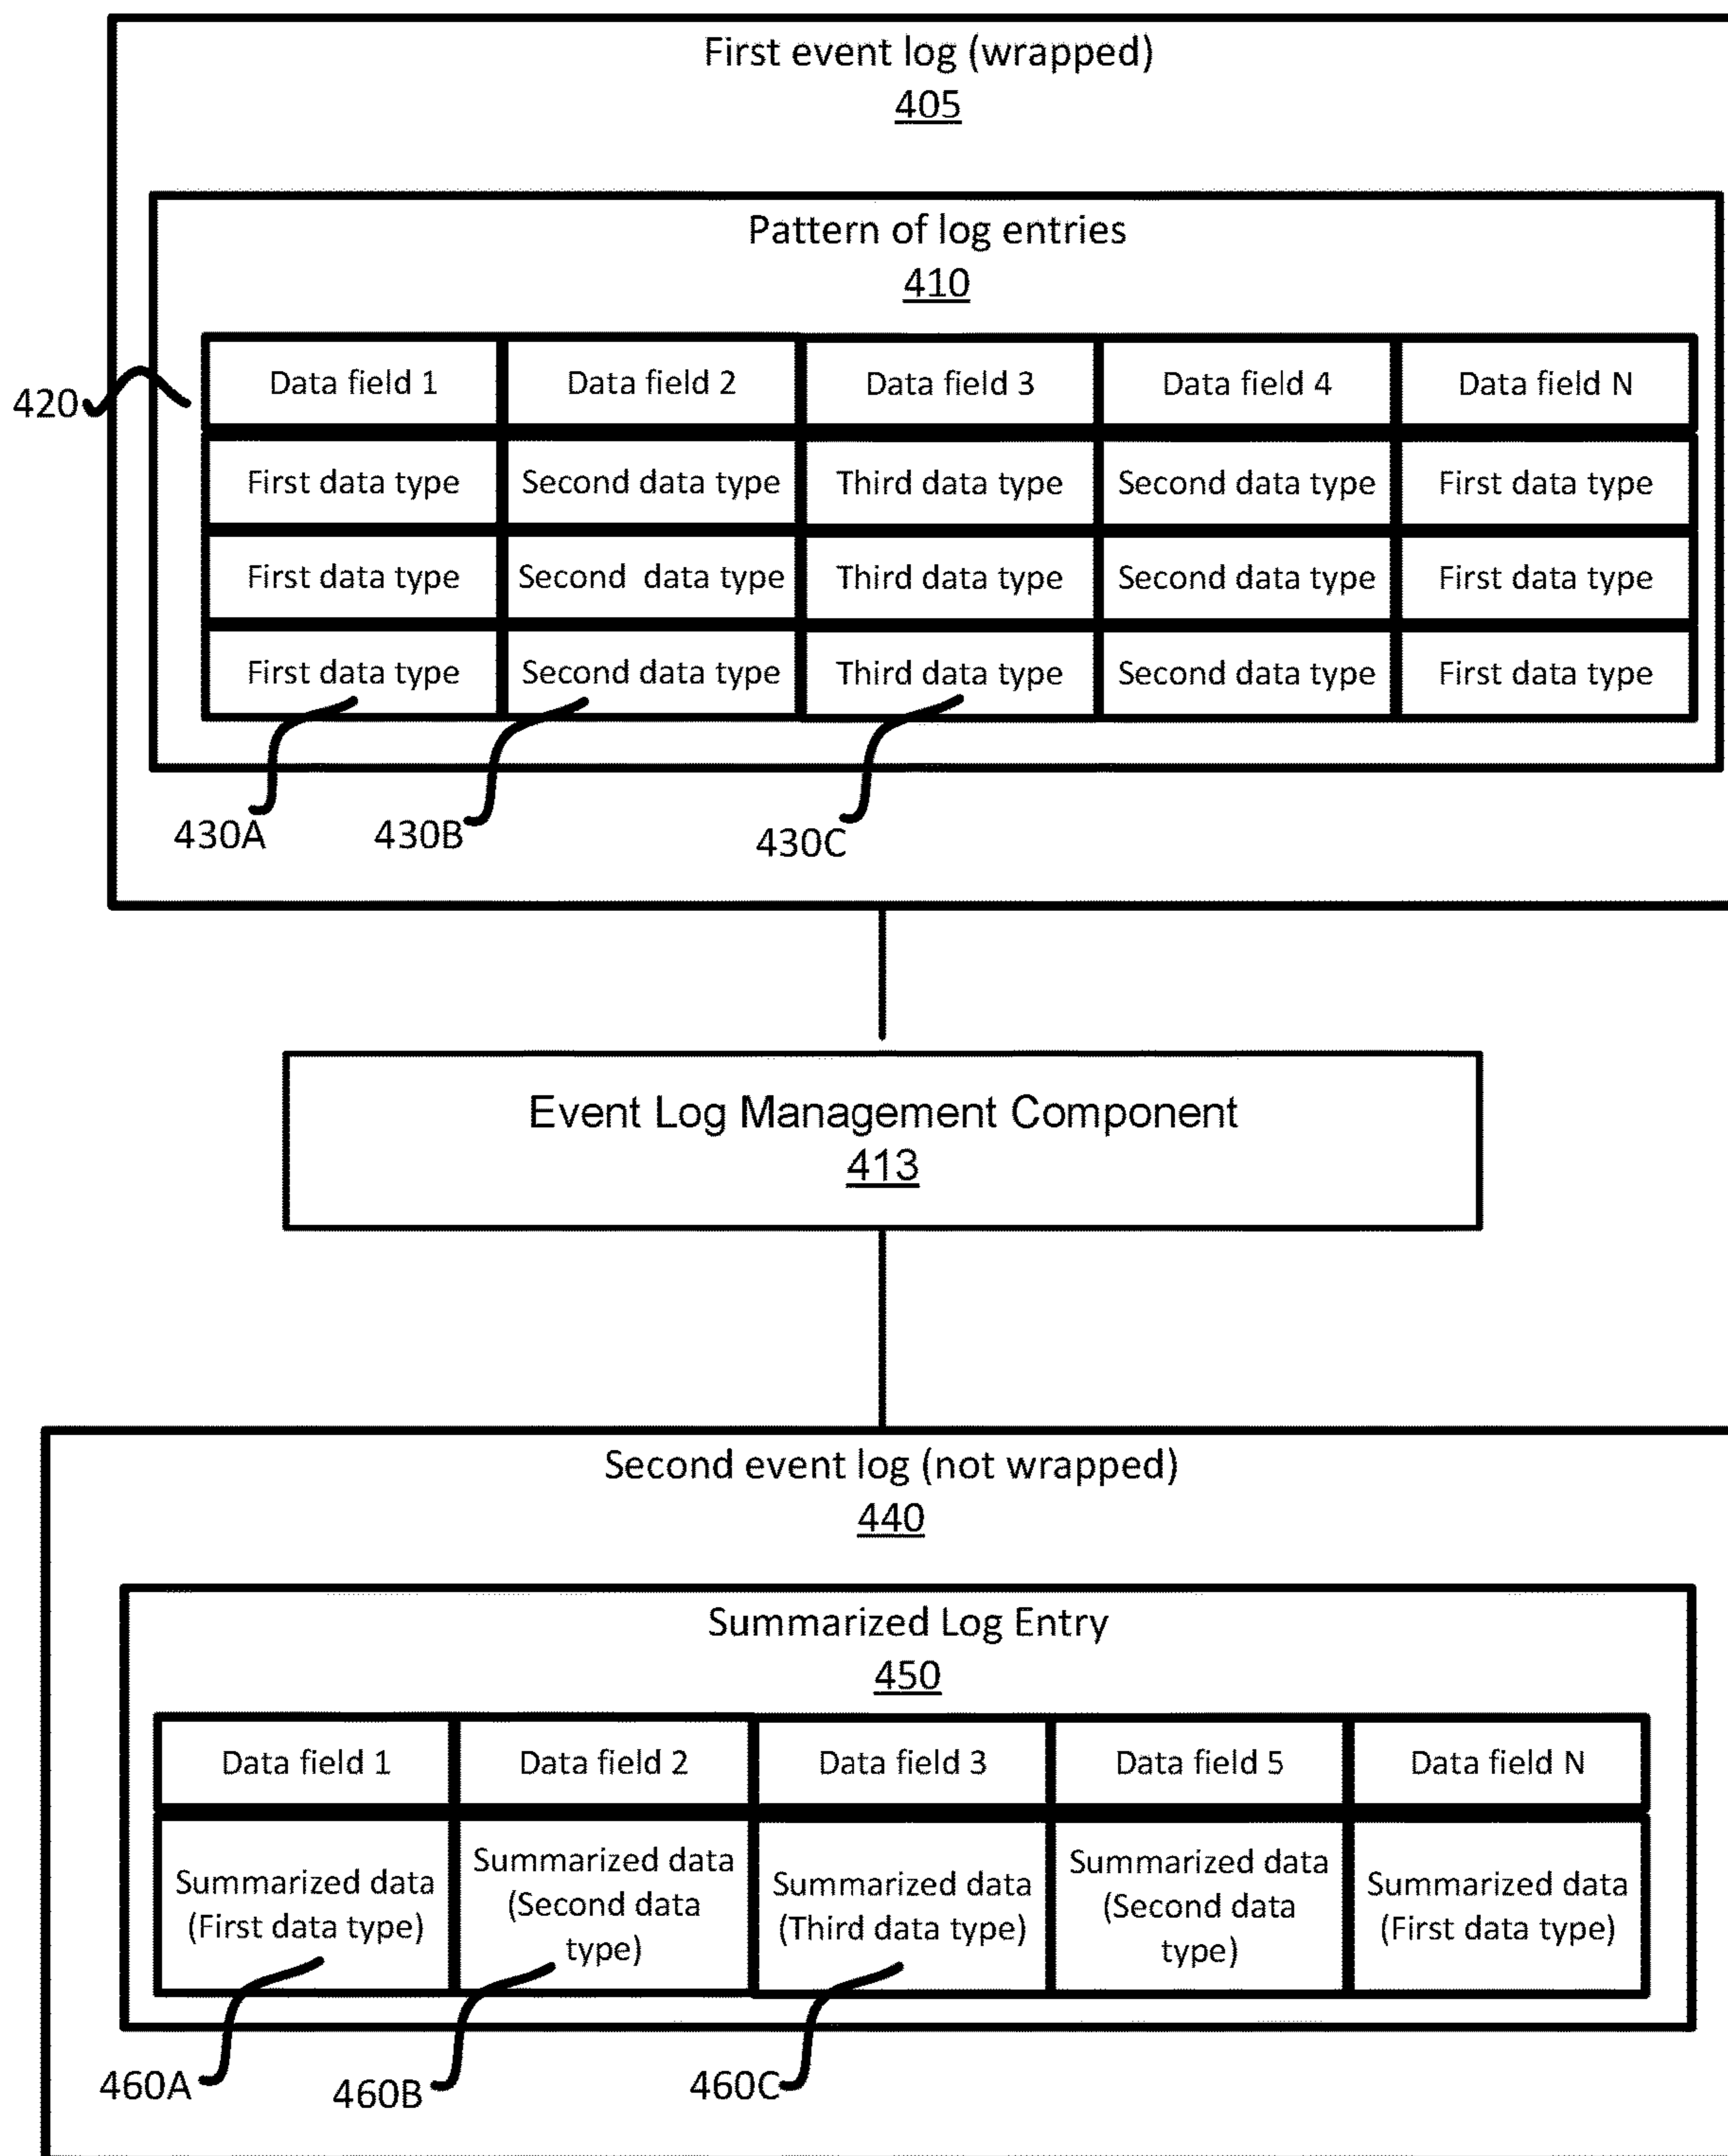 First event log (wrapped)
405
Pattern of log entries
410
420
Data field 1 Data field 2 Data field 3 Data field 4 Data field N
First data type Second data type Third data type Second data type First data type
First data type Second data type Third data type Second data type First data type
First data type Second data type Third data type Second data type First data type
430A 430B 430C
Event Log Management Component
413
Second event log (not wrapped)
440
Summarized Log Entry
450
Data field 1 Data field 2 Data field 3 Data field 5 Data field N
Summarized data
(First data type)
Summarized data
(Second data
type)
Summarized data
(Third data type)
Summarized data
(Second data
type)
Summarized data
(First data type)
460A 460B 460C